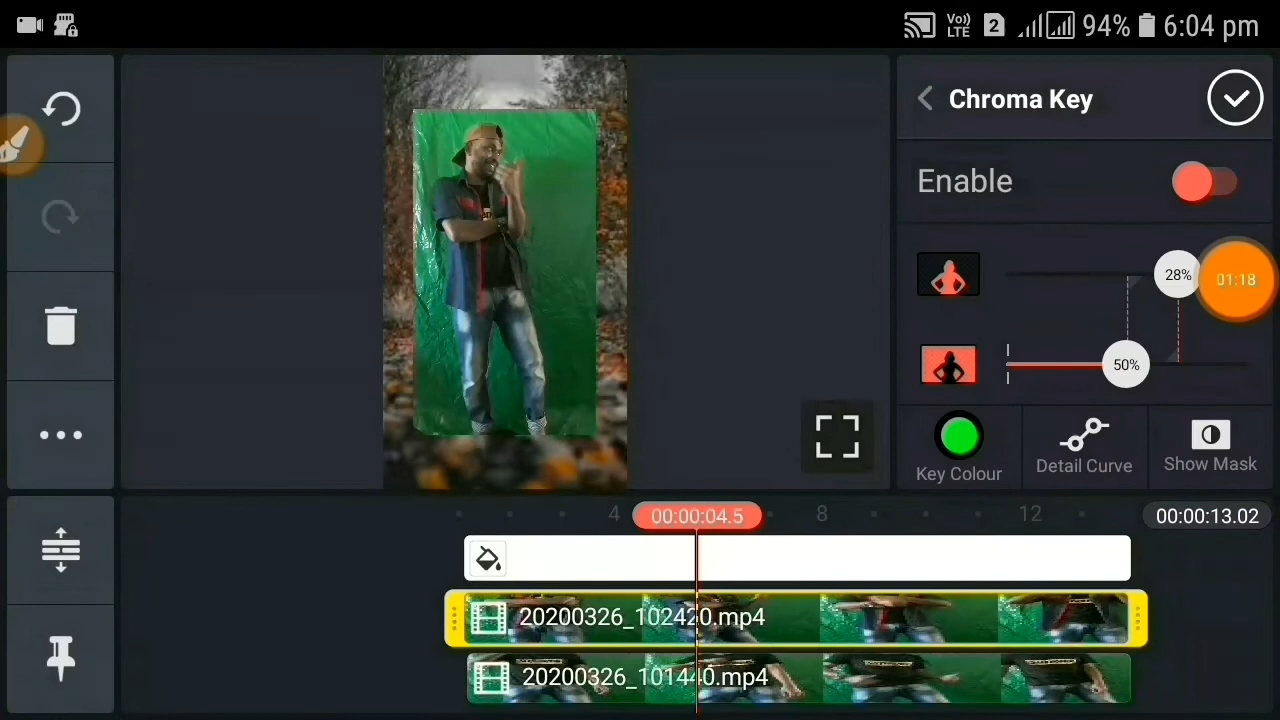 Vo)) LTE 2 94% 6:04 pm
Chroma Key
Enable
28%
01:18
50%
Key Colour
Detail Curve
Show Mask
4
00:00:04.5
8
12
00:00:13.02
20200326_102420.mp4
20200326_101440.mp4